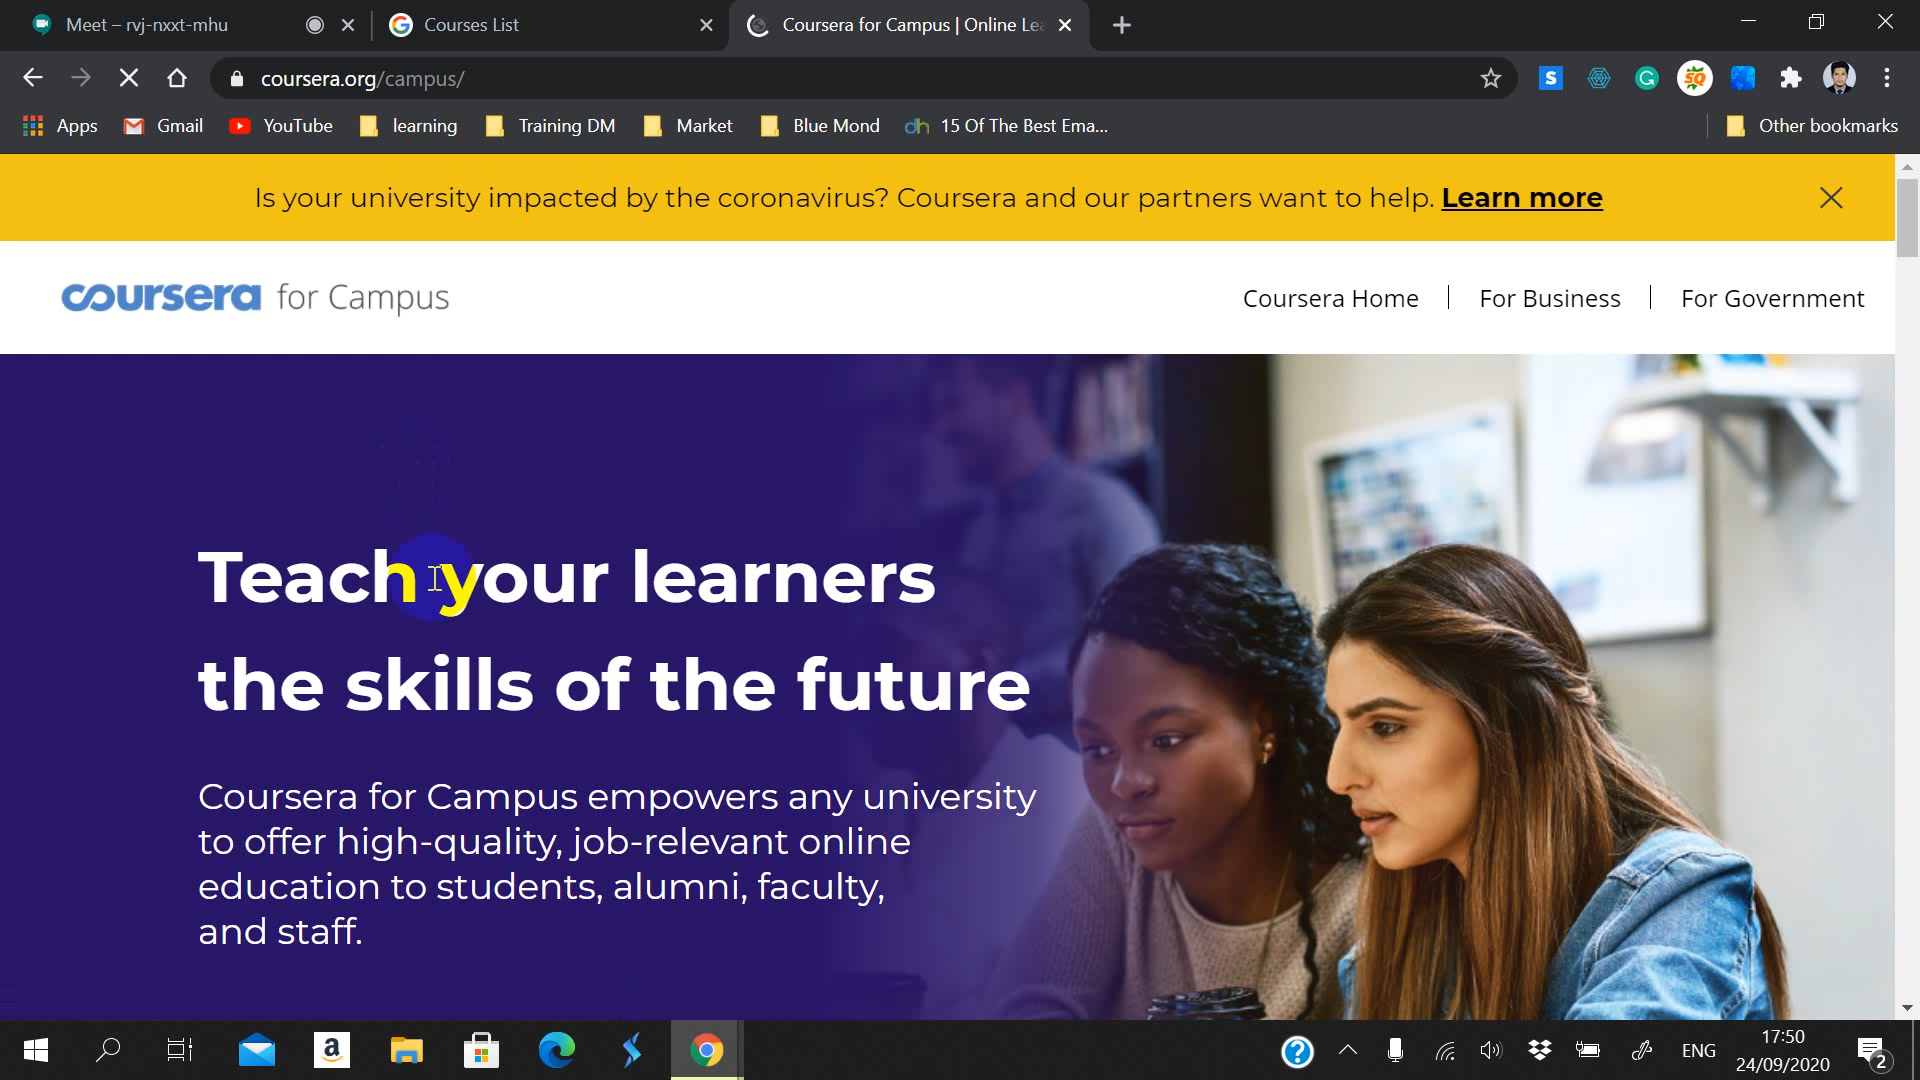 Meet – rvj-nxxt-mhu
Courses List
Coursera for Campus | Online Le
coursera.org/campus/
Apps
Gmail
YouTube
learning
Training DM
Market
Blue Mond
15 Of The Best Ema...
Other bookmarks
Is your university impacted by the coronavirus? Coursera and our partners want to help. Learn more
coursera for Campus
Coursera Home
For Business
For Government
Teach your learners
the skills of the future
Coursera for Campus empowers any university
to offer high-quality, job-relevant online
education to students, alumni, faculty,
and staff.
ENG
17:50
24/09/2020
2